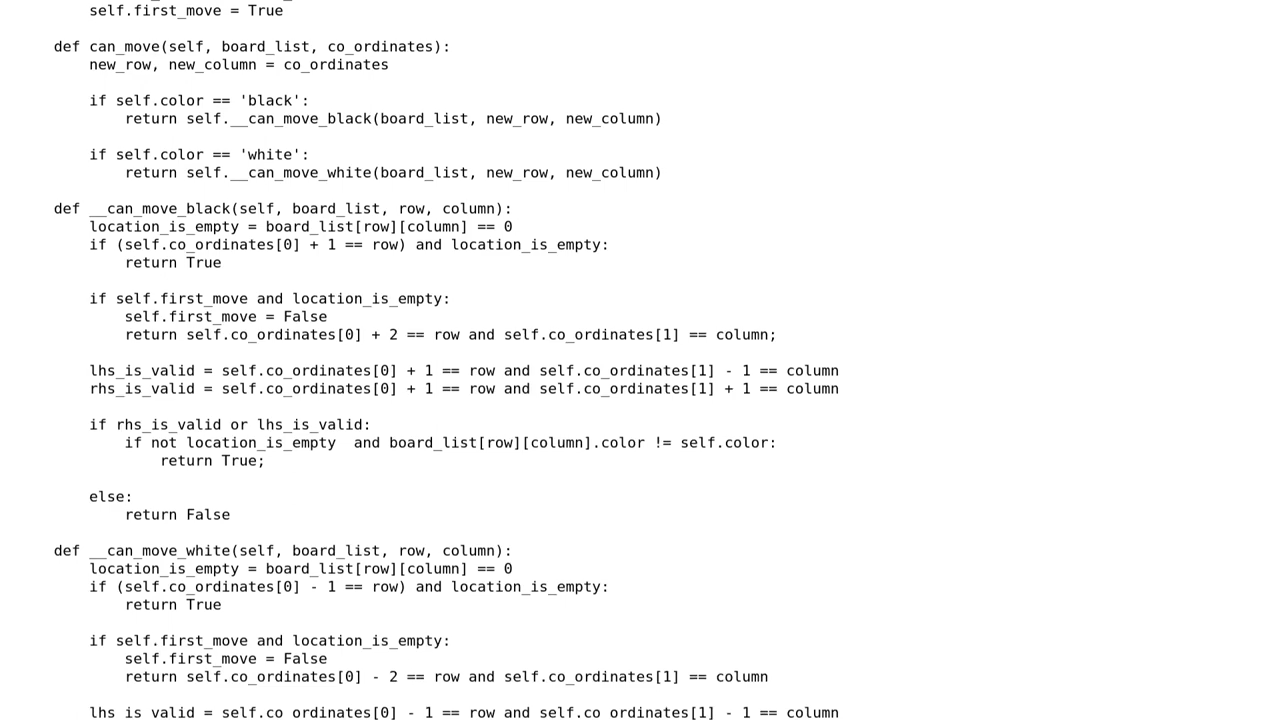 self.first_move = True
def can_move(self, board_list, co_ordinates):
new_row, new_column = co_ordinates
if self.color == 'black':
return self.__can_move_black(board_list, new_row, new_column)
if self.color == 'white':
return self.__can_move_white(board_list, new_row, new_column)
def __can_move_black(self, board_list, row, column):
location_is_empty = board_list[row][column] == 0
if (self.co_ordinates[0] + 1 == row) and location_is_empty:
return True
if self.first_move and location_is_empty:
self.first_move = False
return self.co_ordinates[0] + 2 == row and self.co_ordinates[1] == column;
lhs_is_valid = self.co_ordinates[0] + 1 == row and self.co_ordinates[1] - 1 == column
rhs_is_valid = self.co_ordinates[0] + 1 == row and self.co_ordinates[1] + 1 == column
if rhs_is_valid or lhs_is_valid:
if not location_is_empty  and board_list[row][column].color != self.color:
return True;
else:
return False
def __can_move_white(self, board_list, row, column):
location_is_empty = board_list[row][column] == 0
if (self.co_ordinates[0] - 1 == row) and location_is_empty:
return True
if self.first_move and location_is_empty:
self.first_move = False
return self.co_ordinates[0] - 2 == row and self.co_ordinates[1] == column
lhs_is_valid = self.co_ordinates[0] - 1 == row and self.co_ordinates[1] - 1 == column